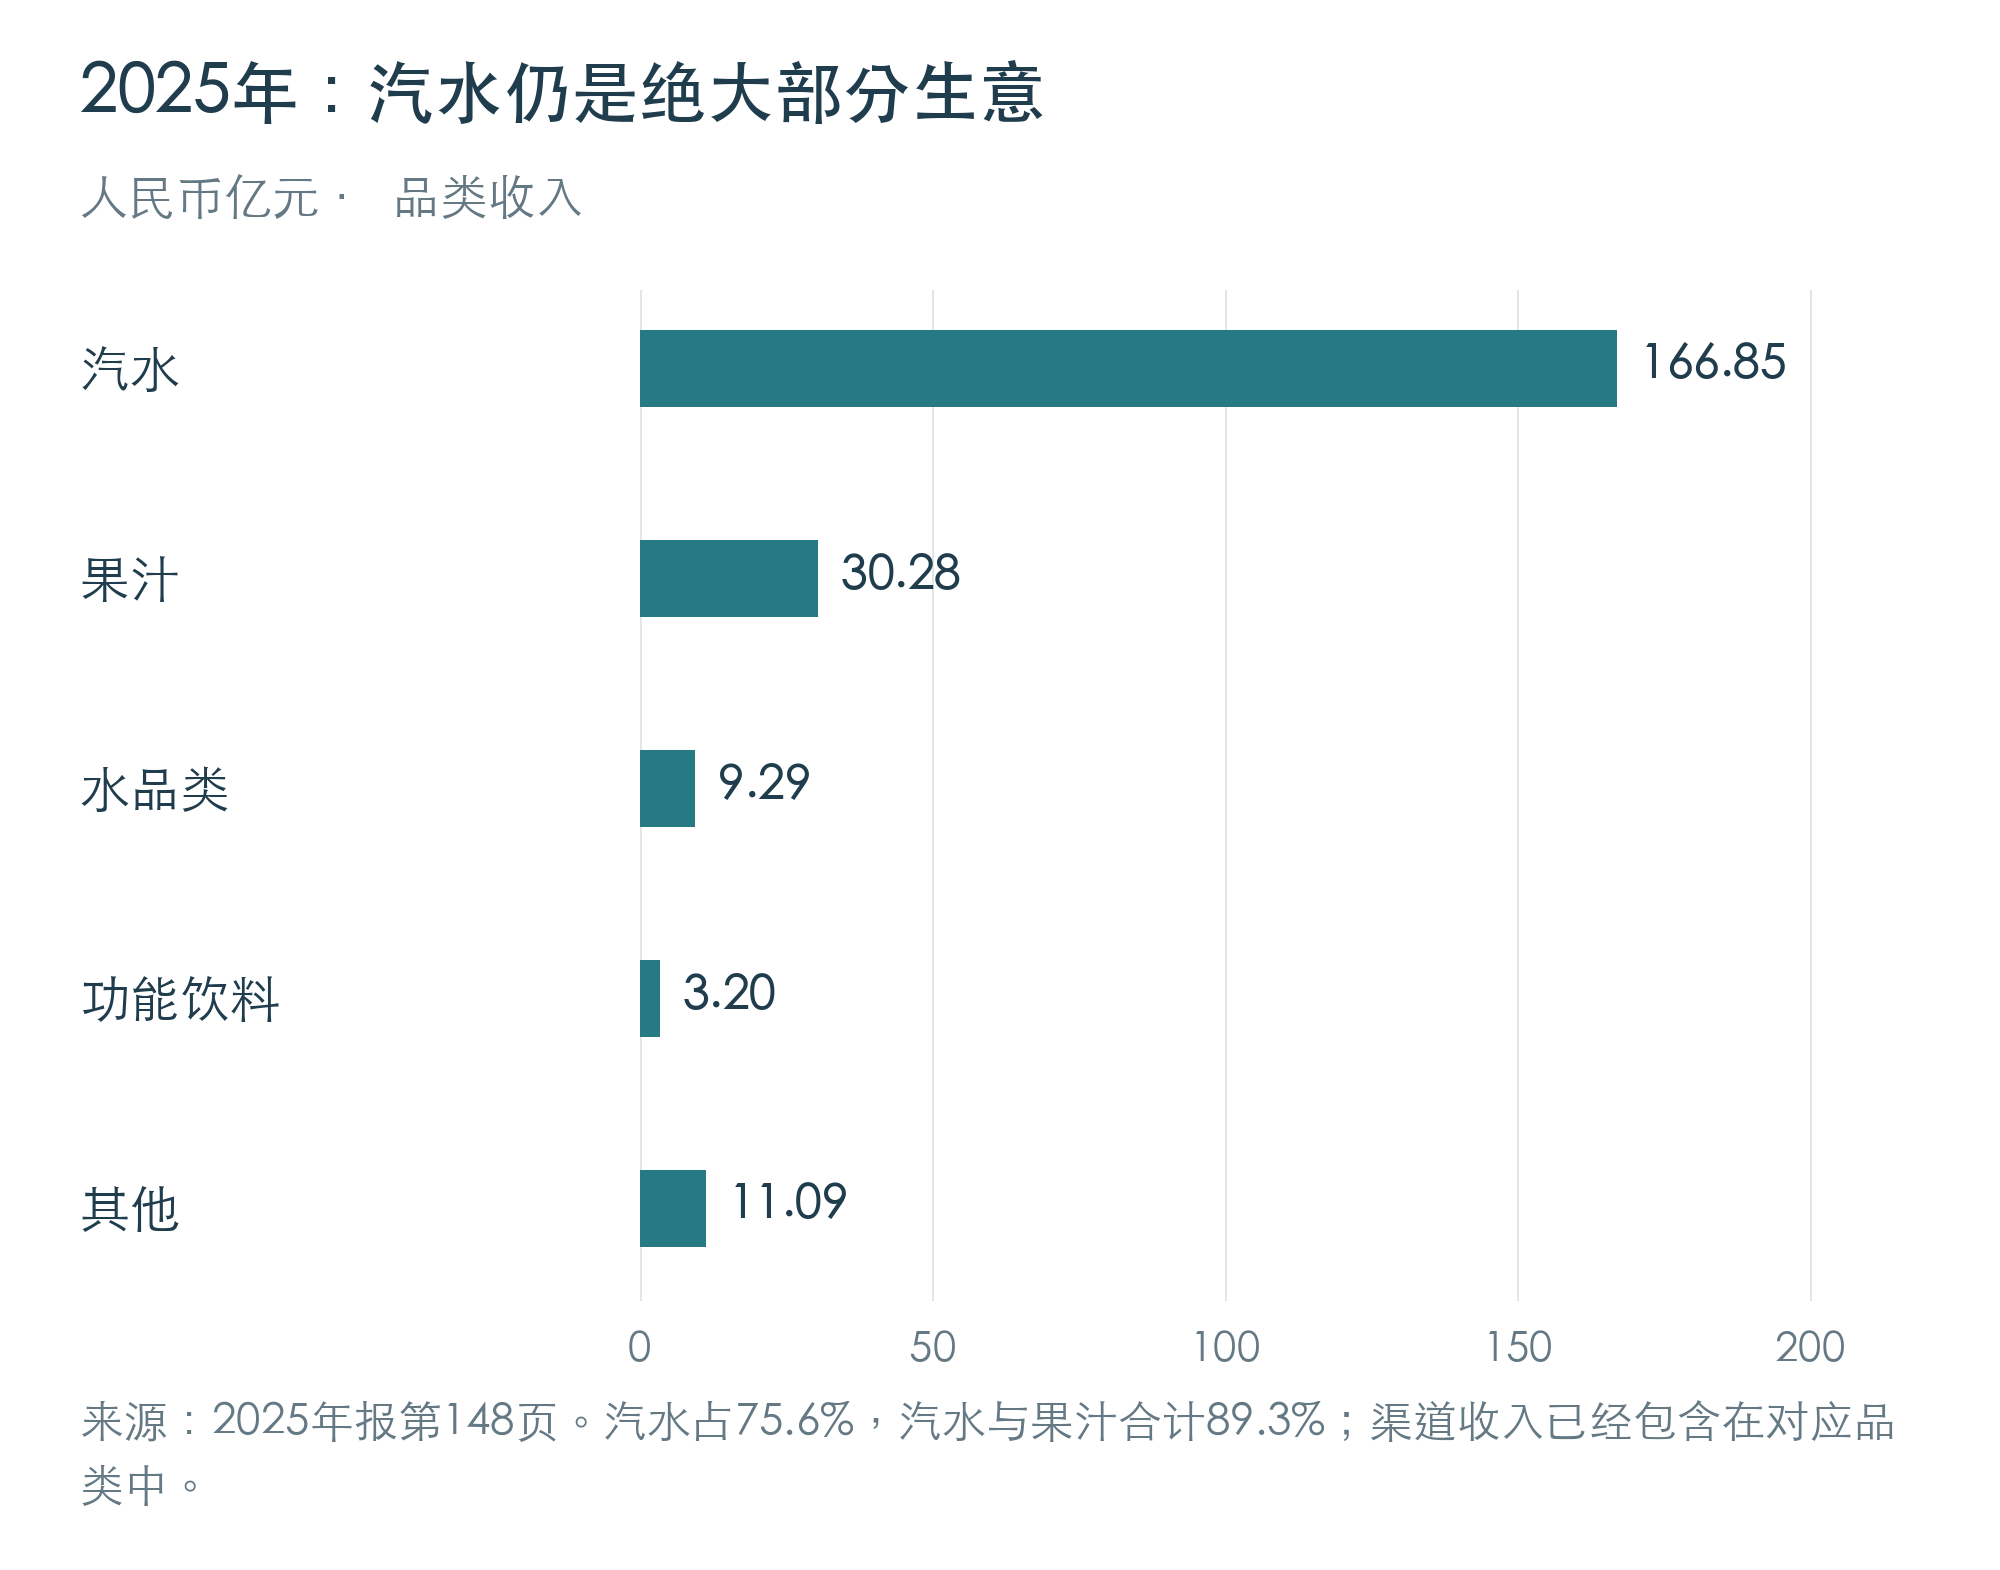 2025年：汽水仍是绝大部分生意
人民币亿元· 品类收入
汽水
166.85
果汁
30.28
水品类
9.29
功能饮料
3.20
其他
11.09
0 50 100 150 200
来源：2025年报第148页。汽水占75.6%，汽水与果汁合计89.3%；渠道收入已经包含在对应品
类中。